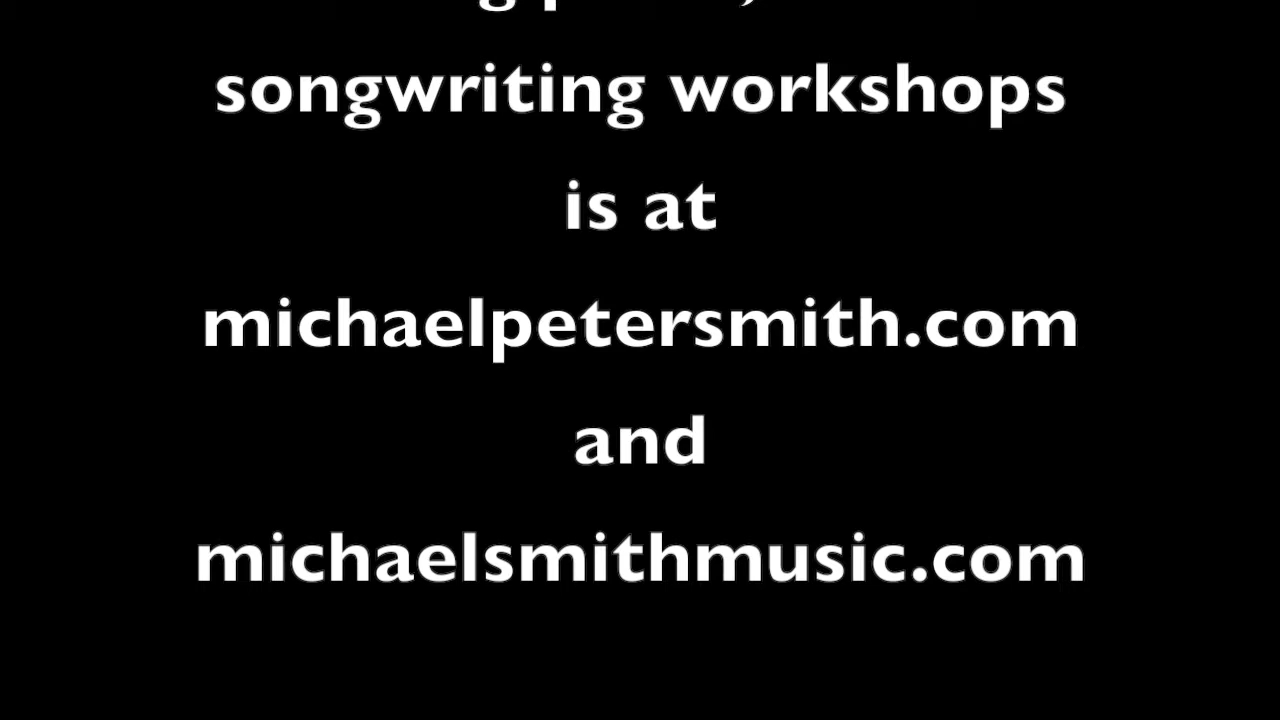 songwriting workshops
is at
michaelpetersmith.com
and
michaelsmithmusic.com